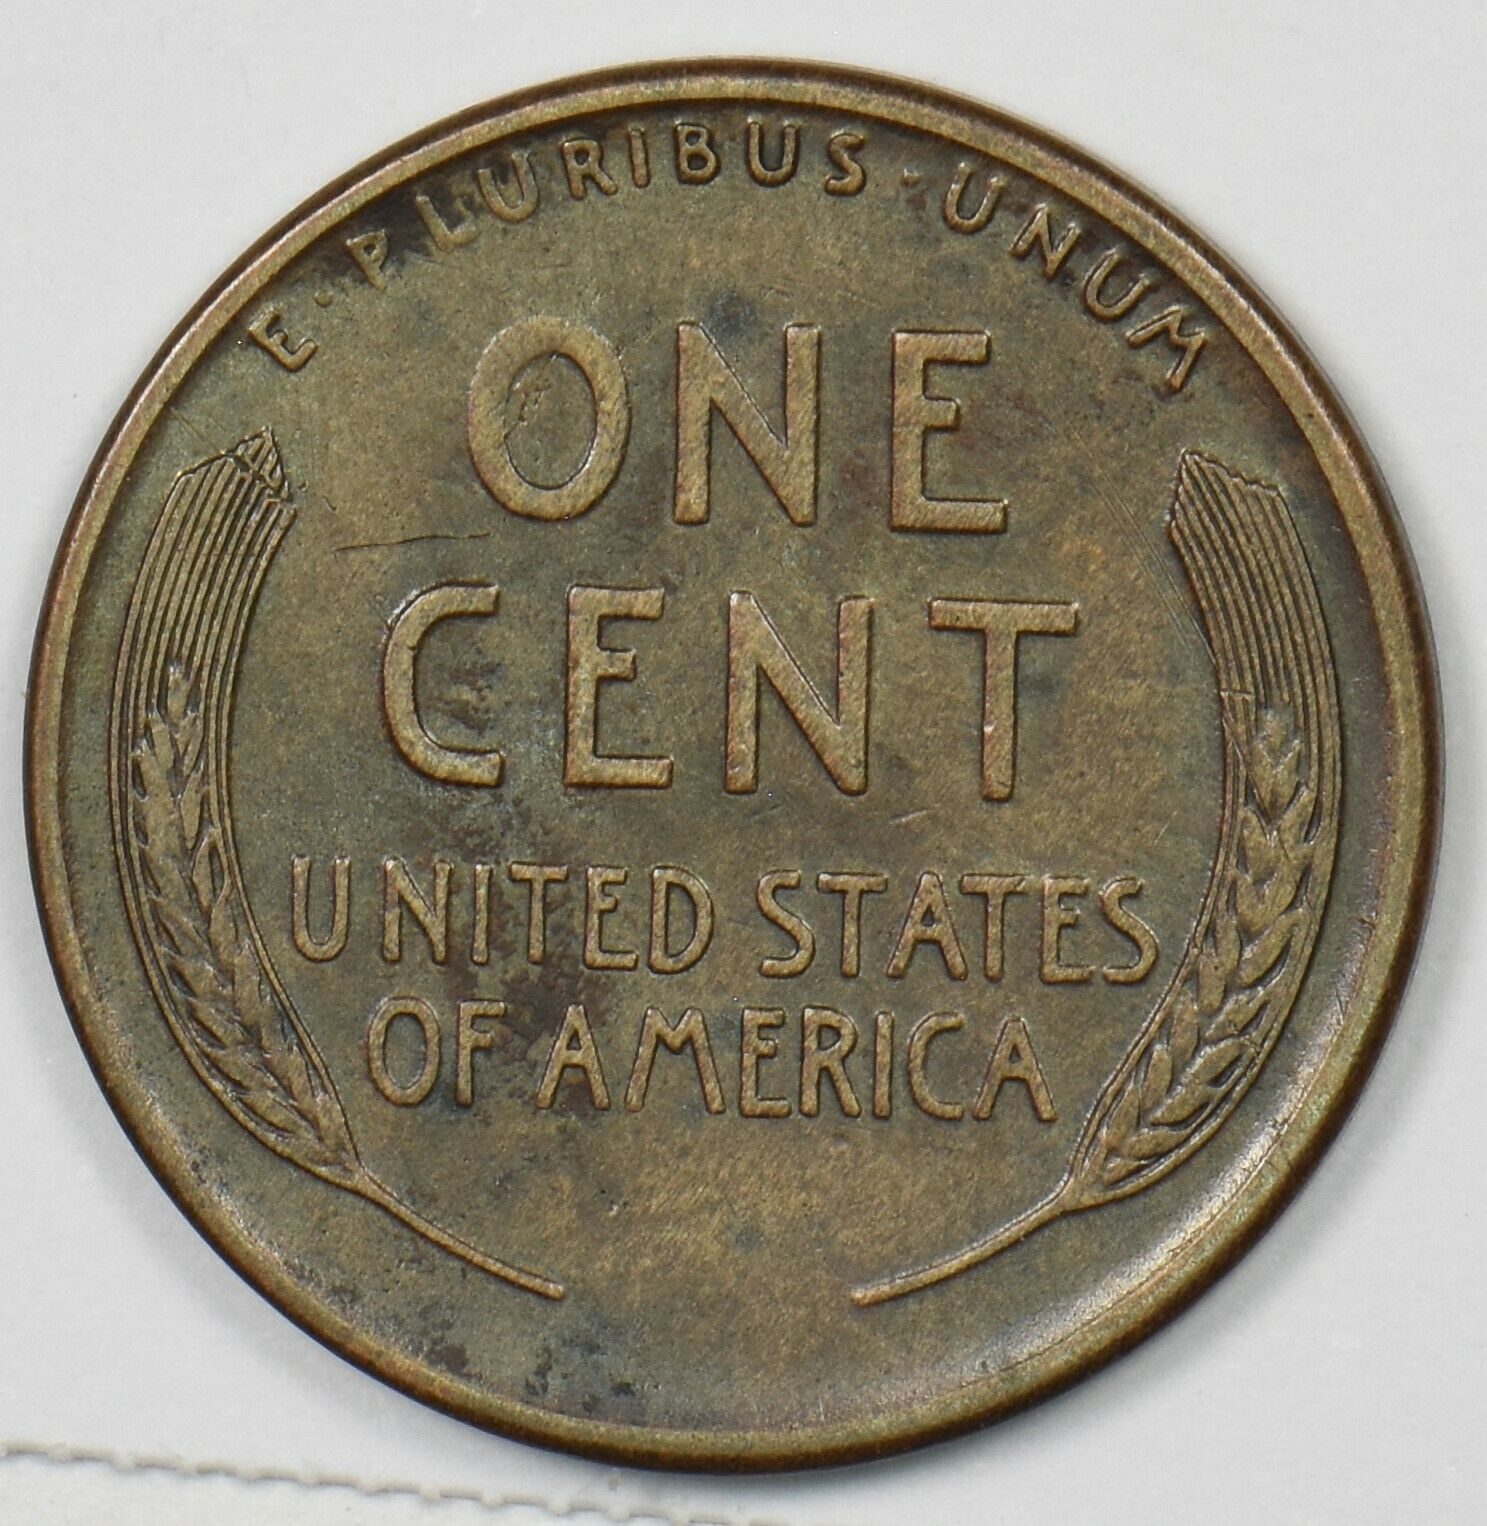 E · PLURIBUS · UNUM
ONE
CENT
UNITED STATES
OF AMERICA